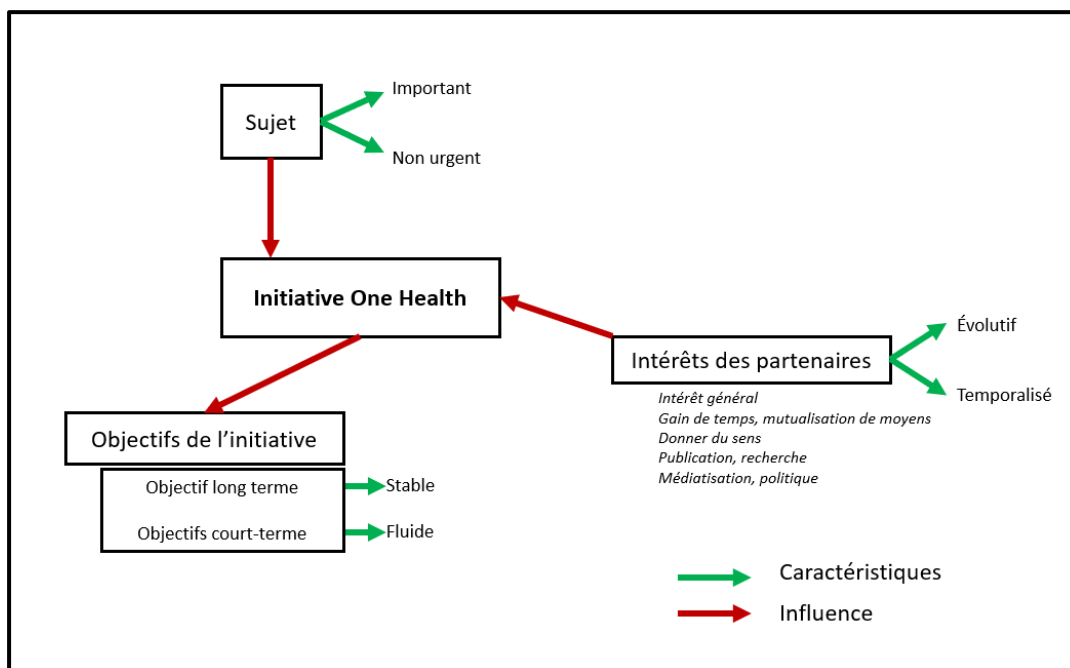 Important
Sujet
Non urgent
Initiative One Health
Évolutif
Intérêts des partenaires
Temporalisé
Intérêt général
Gain de temps, mutualisation de moyens
Donner du sens
Publication, recherche
Médiatisation, politique
Objectifs de l’initiative
Objectif long terme
Stable
Objectifs court-terme
Fluide
Caractéristiques
Influence